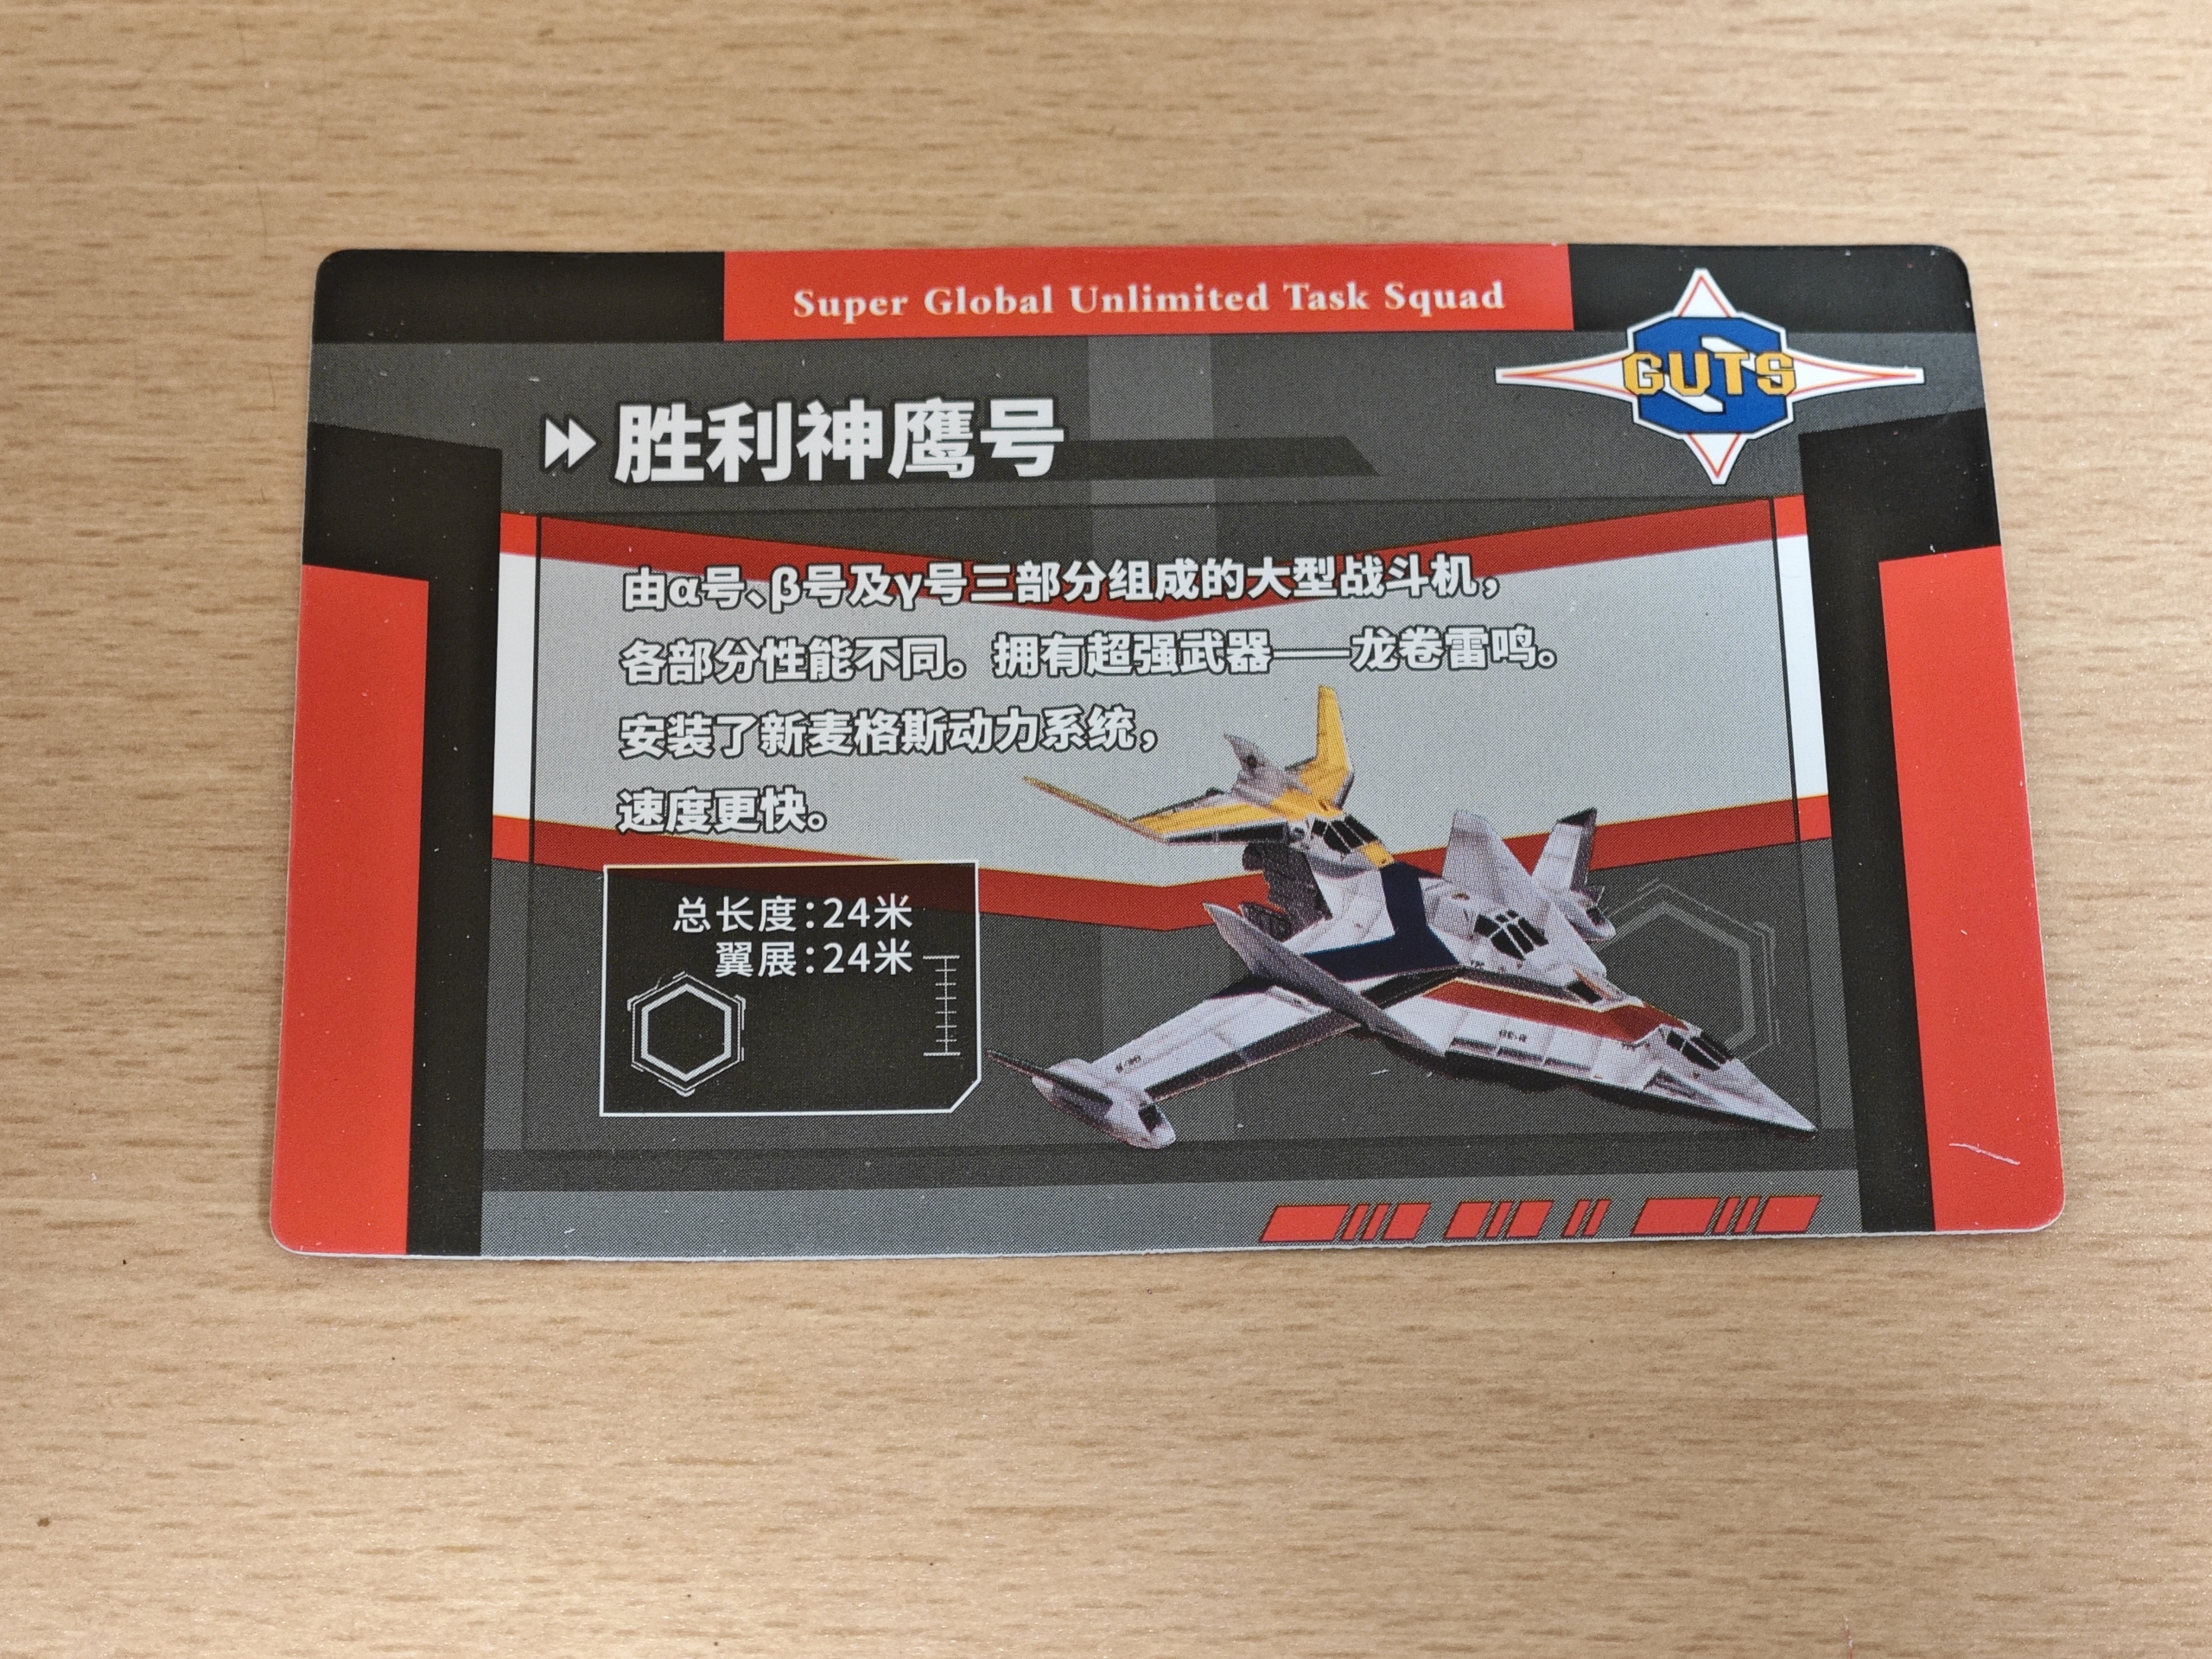 Super Global Unlimited Task Squad
GUTS
胜利神鹰号
由α号、β号及γ号三部分组成的大型战斗机，
各部分性能不同。拥有超强武器——龙卷雷鸣。
安装了新麦格斯动力系统，
速度更快。
总长度：24米
翼展：24米